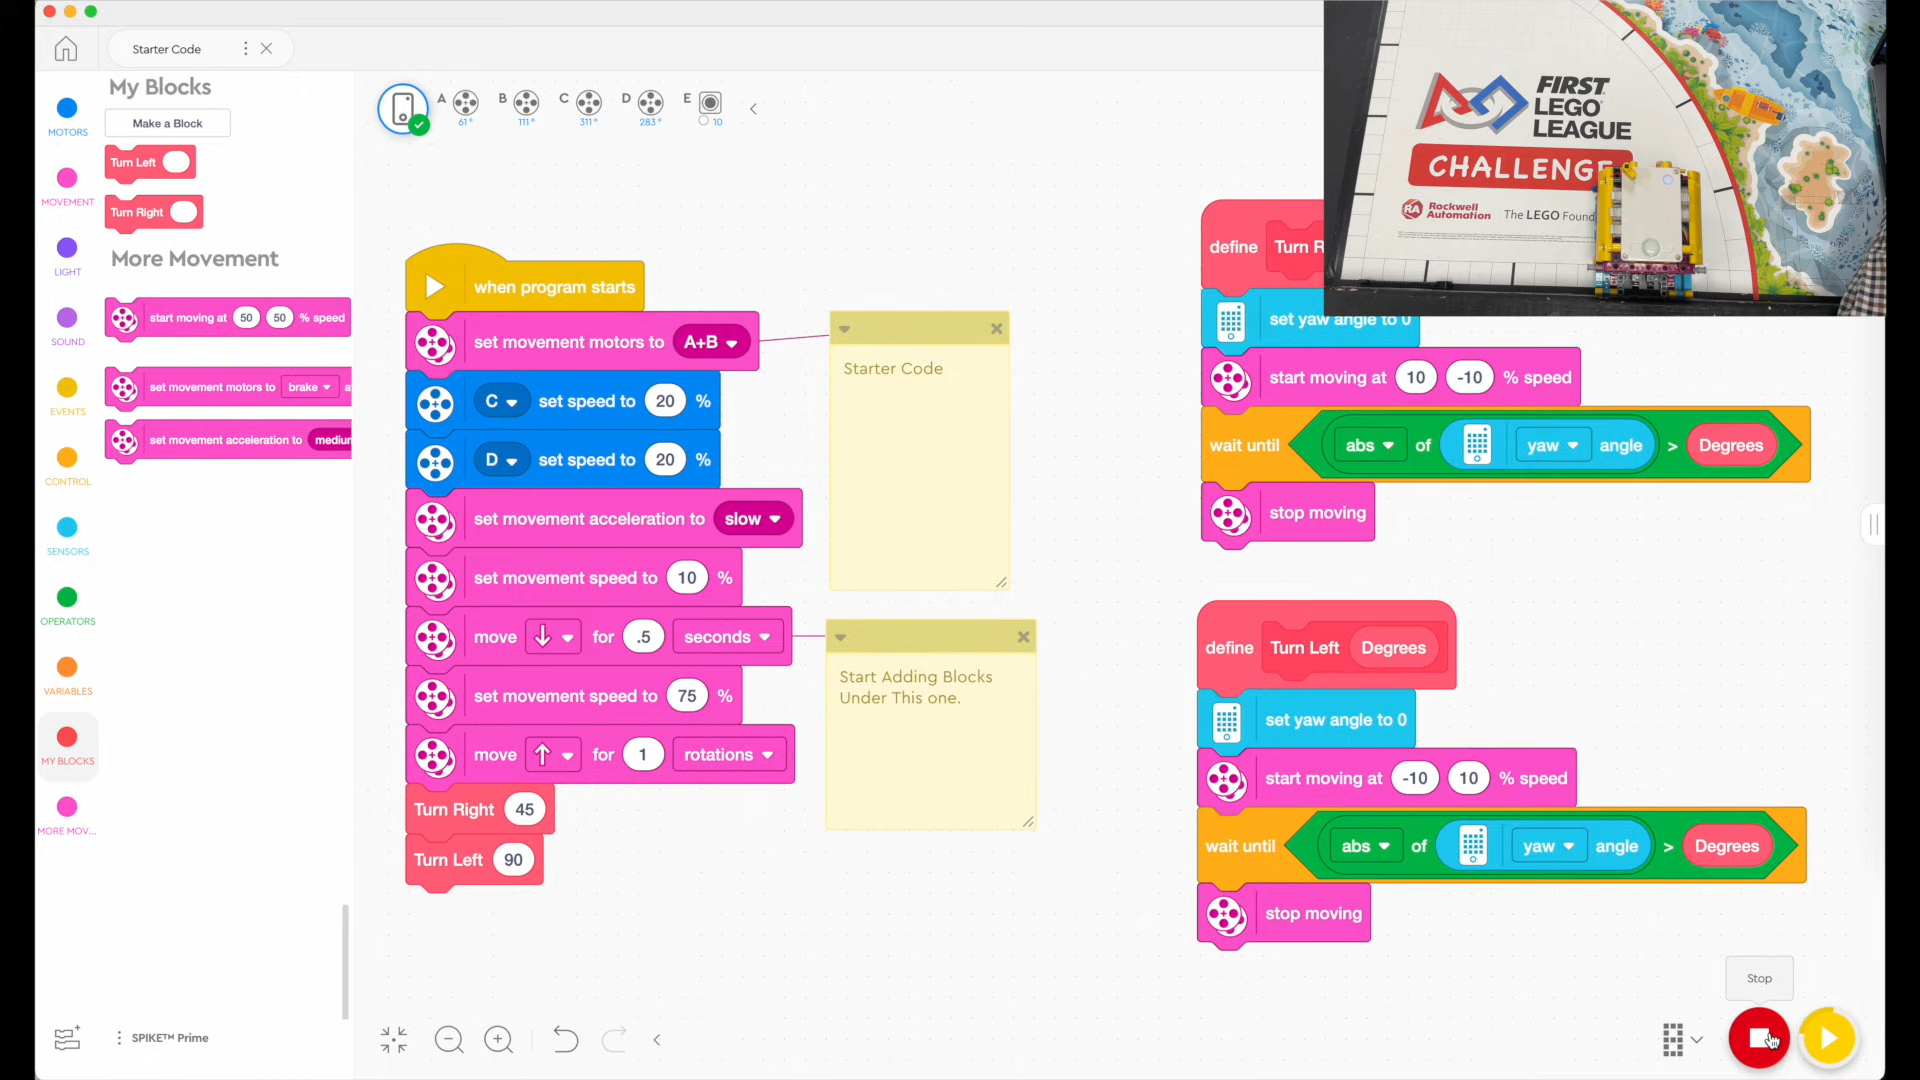 Starter Code
My Blocks
Make a Block
Turn Left
Turn Right
More Movement
start moving at 50 50 % speed
set movement motors to brake a
set movement acceleration to mediun
MOTORS
MOVEMENT
LIGHT
SOUND
EVENTS
CONTROL
SENSORS
OPERATORS
VARIABLES
MY BLOCKS
MORE MOV...
SPIKE™ Prime
A 61°
B 111°
C 311°
D 283°
E 10
when program starts
set movement motors to A+B
C set speed to 20 %
D set speed to 20 %
set movement acceleration to slow
set movement speed to 10 %
move for .5 seconds
set movement speed to 75 %
move for 1 rotations
Turn Right 45
Turn Left 90
Starter Code
Start Adding Blocks
Under This one.
define Turn R
set yaw angle to 0
start moving at 10 -10 % speed
wait until abs of yaw angle > Degrees
stop moving
define Turn Left Degrees
set yaw angle to 0
start moving at -10 10 % speed
wait until abs of yaw angle > Degrees
stop moving
Stop
FIRST
LEGO
LEAGUE
CHALLENGE
RA Rockwell
Automation
The LEGO Found